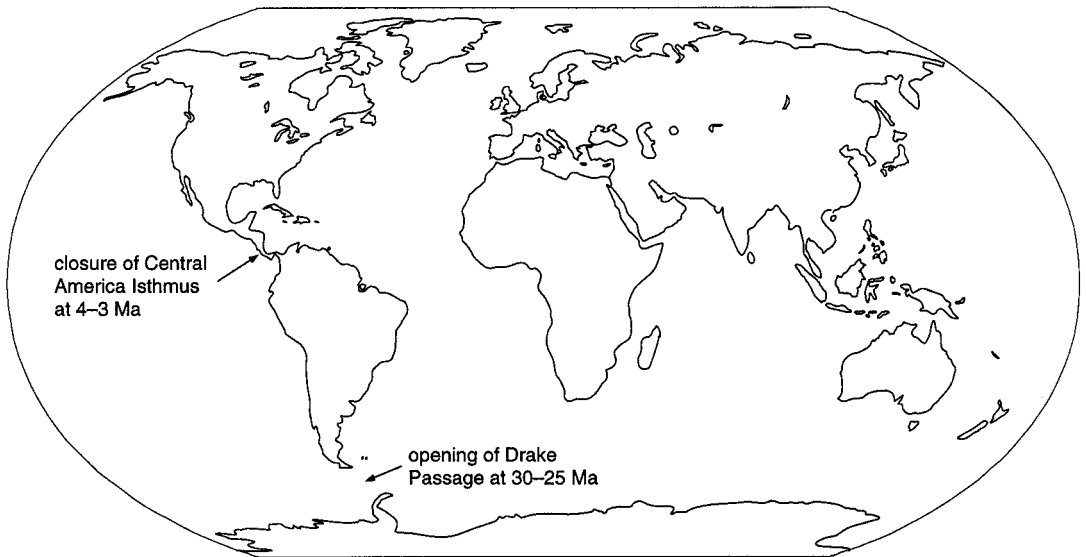 closure of Central
America Isthmus
at 4–3 Ma
opening of Drake
Passage at 30–25 Ma